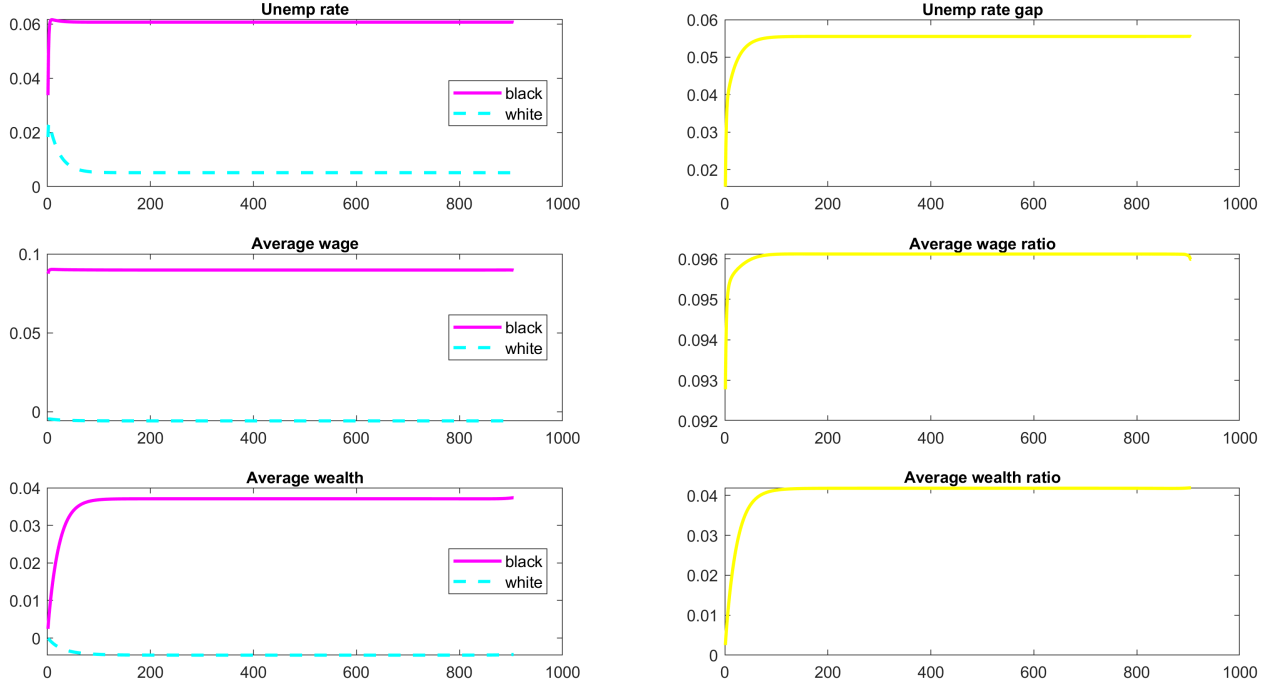 Unemp rate
0.06
0.04
0.02
0
0 200 400 600 800 1000
black
white
Unemp rate gap
0.06
0.05
0.04
0.03
0.02
0 200 400 600 800 1000
Average wage
0.1
0.05
0
0 200 400 600 800 1000
black
white
Average wage ratio
0.096
0.095
0.094
0.093
0.092
0 200 400 600 800 1000
Average wealth
0.04
0.03
0.02
0.01
0
0 200 400 600 800 1000
black
white
Average wealth ratio
0.04
0.03
0.02
0.01
0
0 200 400 600 800 1000